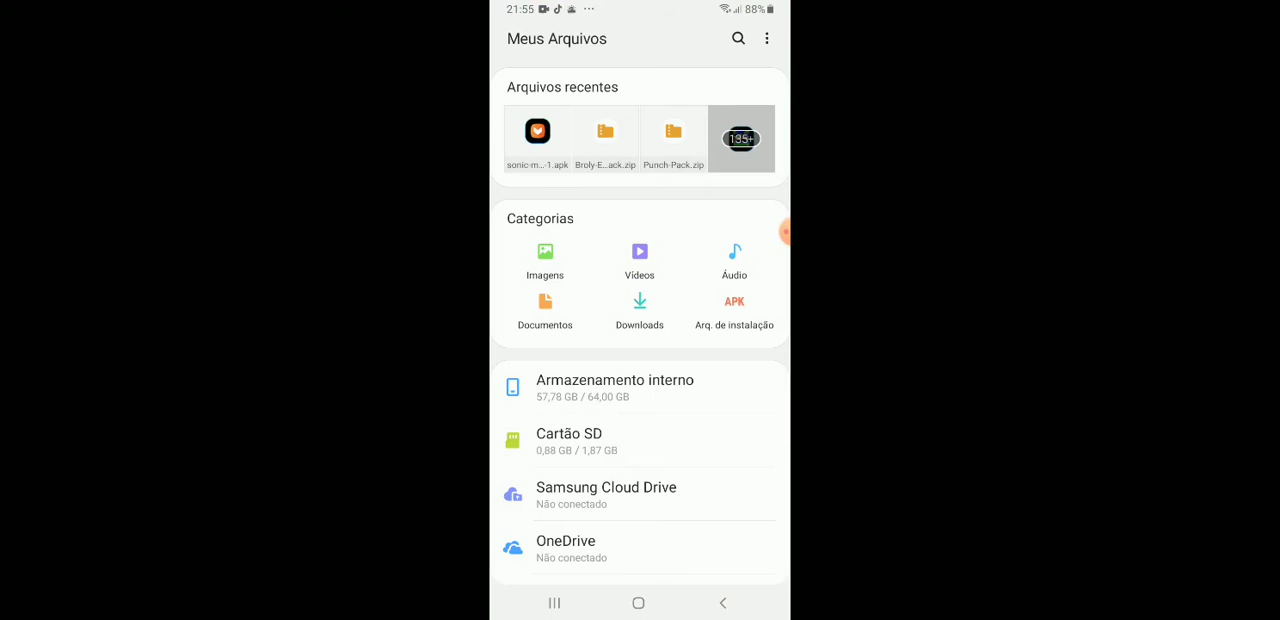 21:55 88%
Meus Arquivos
Arquivos recentes
135+
sonic-m...-1.apk Broly-E...ack.zip Punch-Pack.zip
Categorias
Imagens Vídeos Áudio
APK
Documentos Downloads Arq. de instalação
Armazenamento interno
57,78 GB / 64,00 GB
Cartão SD
0,88 GB / 1,87 GB
Samsung Cloud Drive
Não conectado
OneDrive
Não conectado